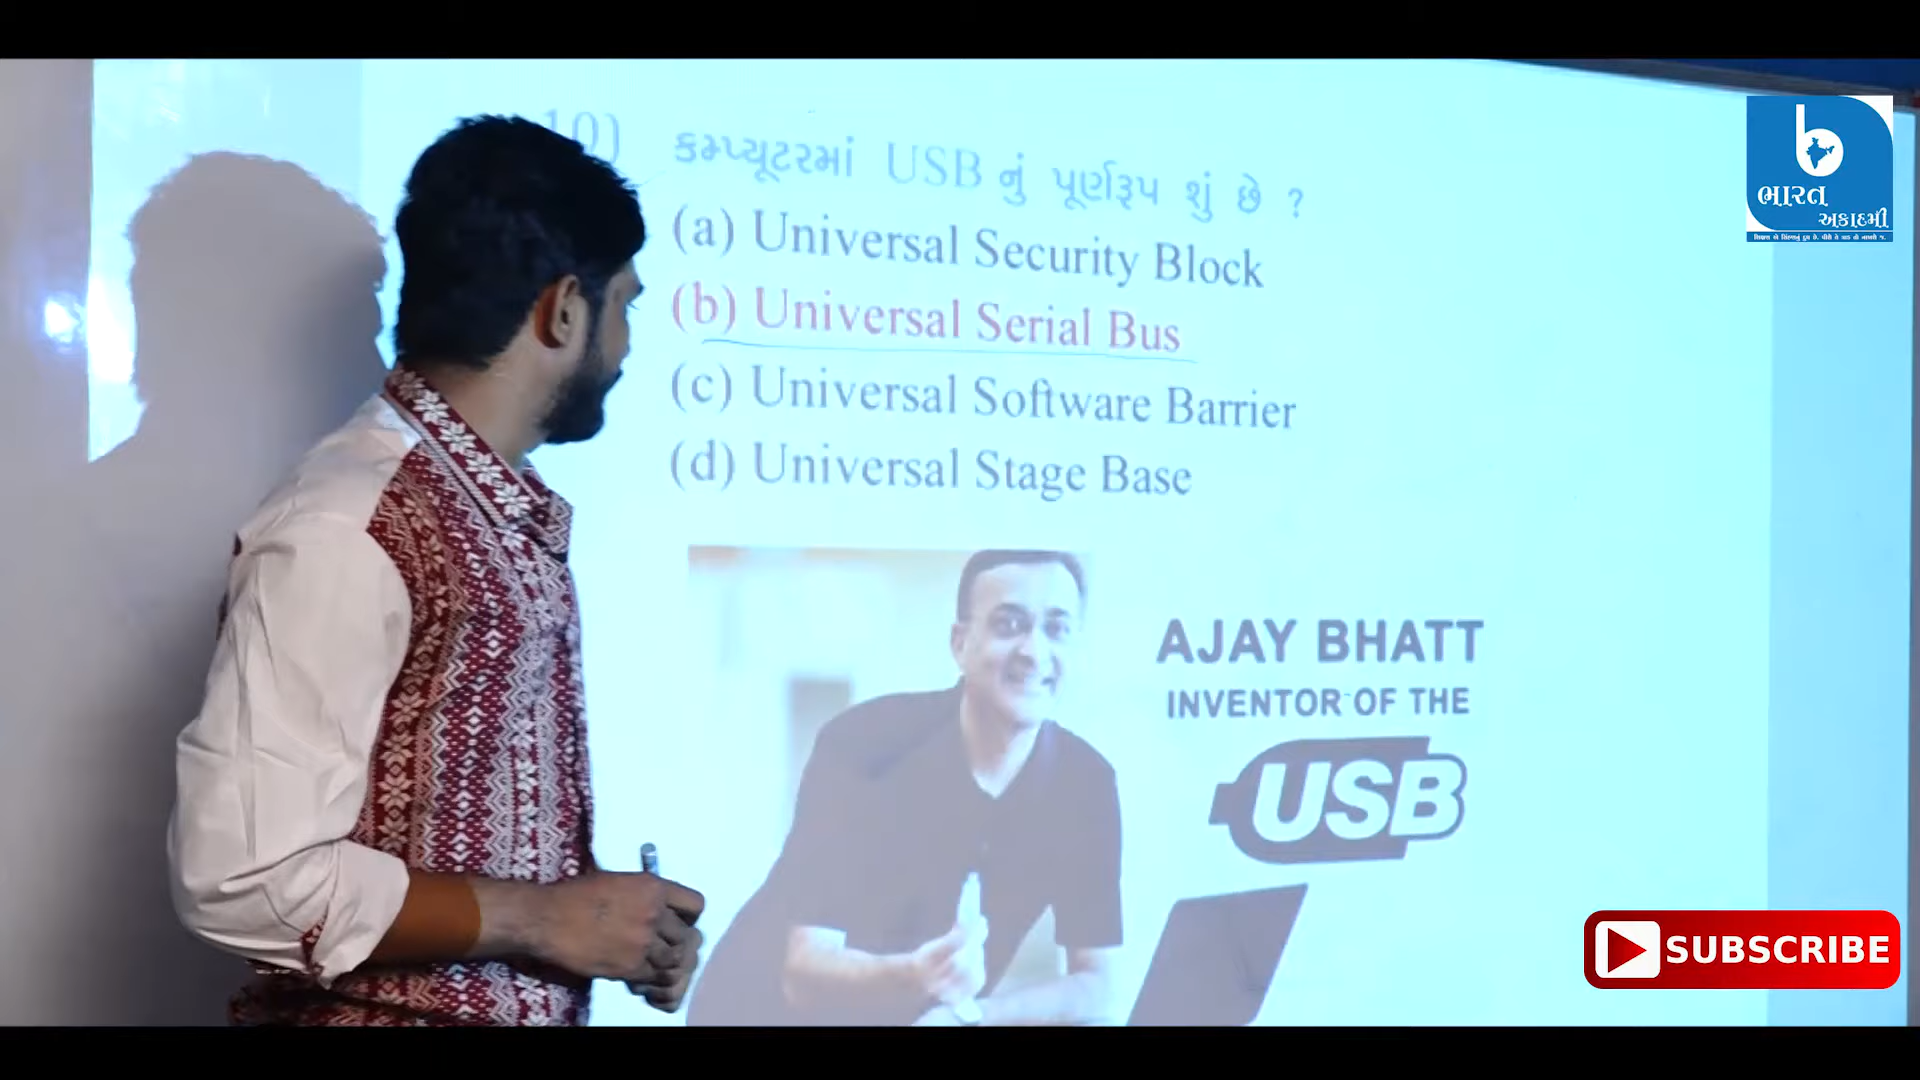 10) કમ્પ્યૂટરમાં USB નું પૂર્ણરૂપ શું છે ?
(a) Universal Security Block
(b) Universal Serial Bus
(c) Universal Software Barrier
(d) Universal Stage Base
AJAY BHATT
INVENTOR OF THE
USB
b
ભારત
અકાદમી
SUBSCRIBE